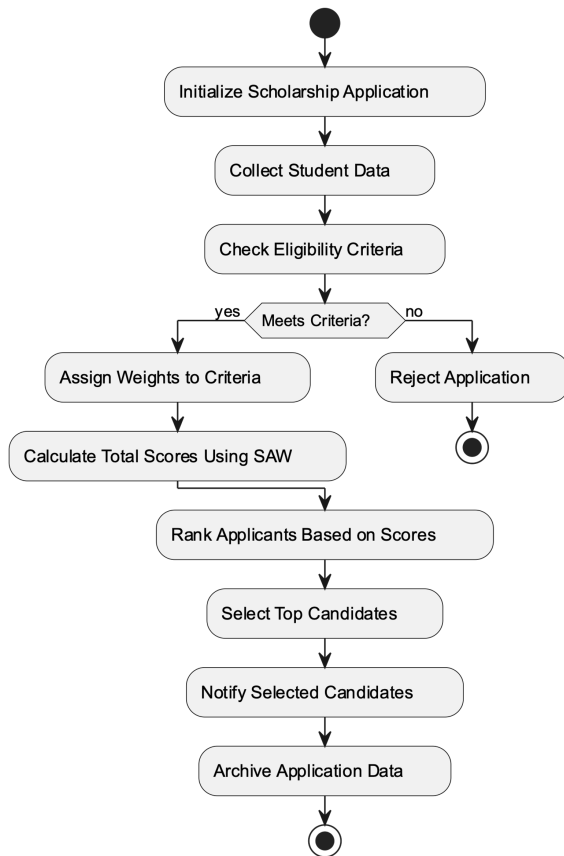 Initialize Scholarship Application
Collect Student Data
Check Eligibility Criteria
yes
Meets Criteria?
no
Assign Weights to Criteria
Reject Application
Calculate Total Scores Using SAW
Rank Applicants Based on Scores
Select Top Candidates
Notify Selected Candidates
Archive Application Data